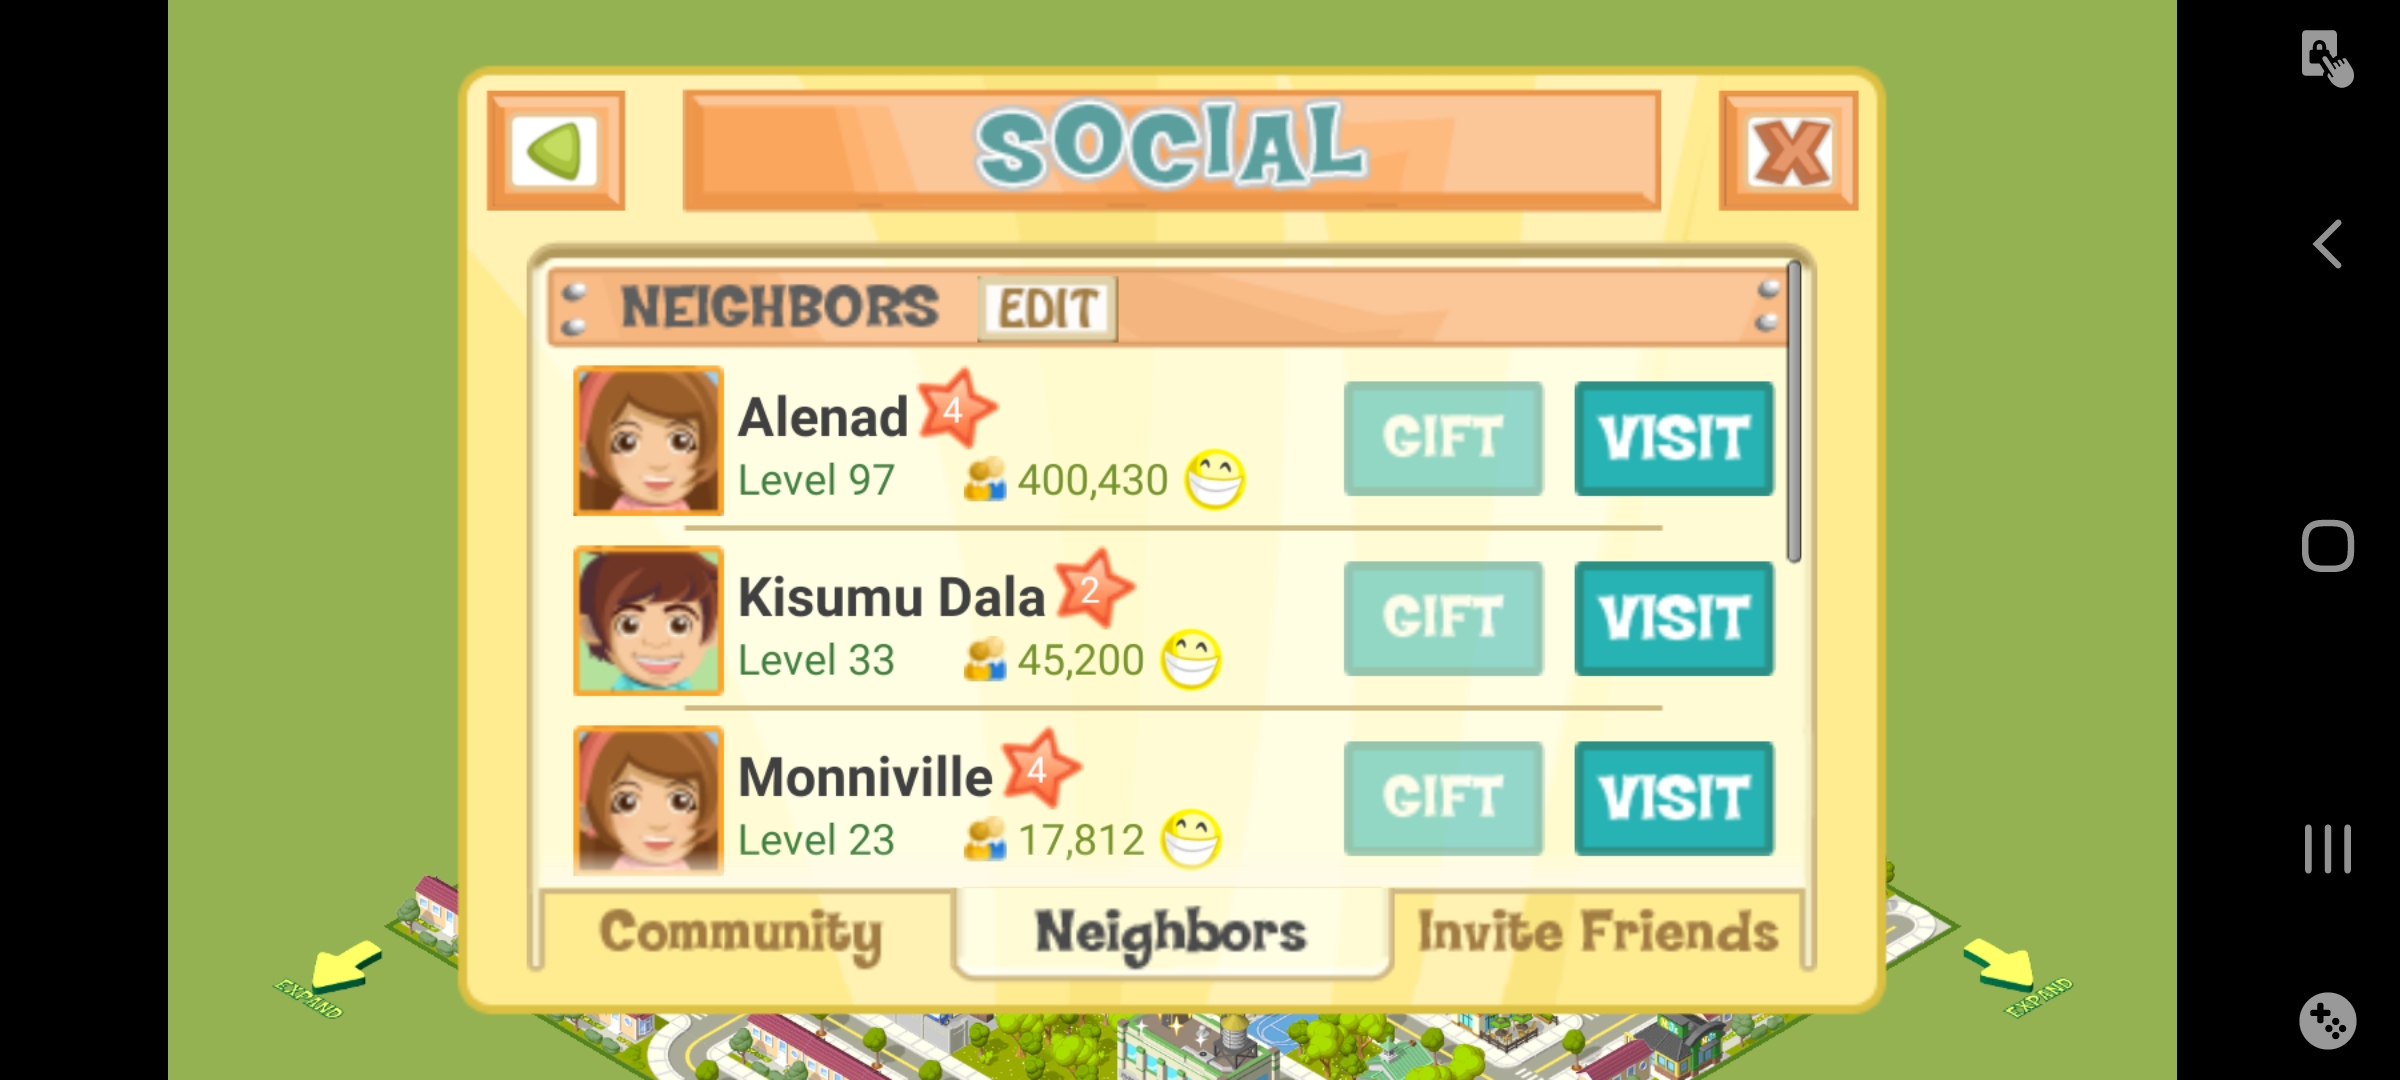 SOCIAL
NEIGHBORS EDIT
Alenad 4
Level 97 400,430
GIFT VISIT
Kisumu Dala 2
Level 33 45,200
GIFT VISIT
Monniville 4
Level 23 17,812
GIFT VISIT
Community Neighbors Invite Friends
EXPAND EXPAND